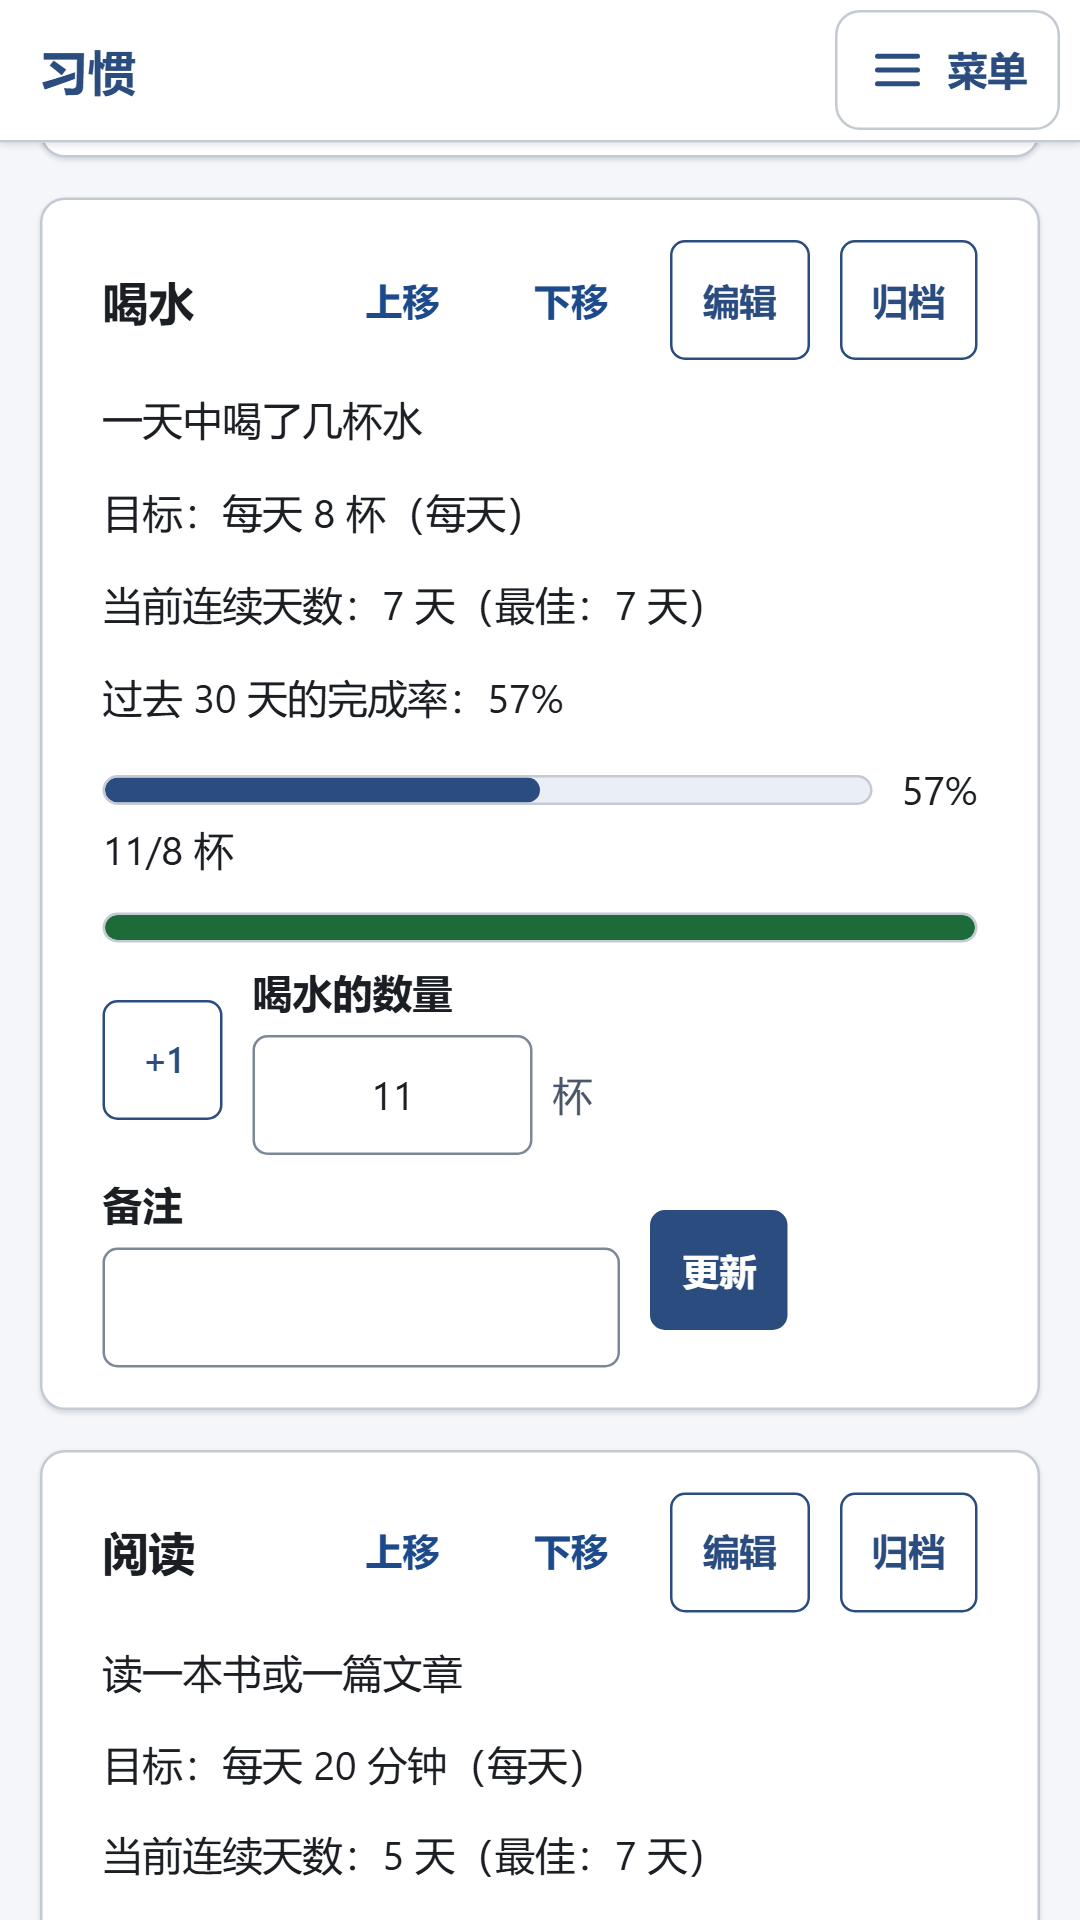 习惯
菜单
喝水 上移 下移 编辑 归档
一天中喝了几杯水
目标：每天 8 杯（每天）
当前连续天数：7 天（最佳：7 天）
过去 30 天的完成率：57%
57%
11/8 杯
喝水的数量
+1 11 杯
备注
更新
阅读 上移 下移 编辑 归档
读一本书或一篇文章
目标：每天 20 分钟（每天）
当前连续天数：5 天（最佳：7 天）